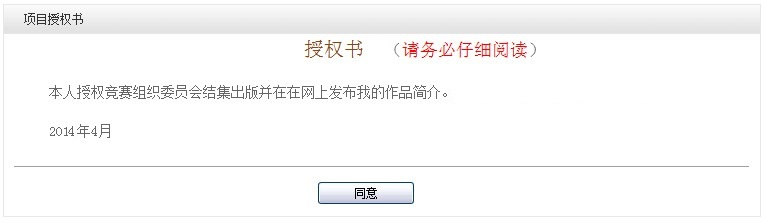 项目授权书
授权书 （请务必仔细阅读）
本人授权竞赛组织委员会结集出版并在在网上发布我的作品简介。
2014年4月
同意